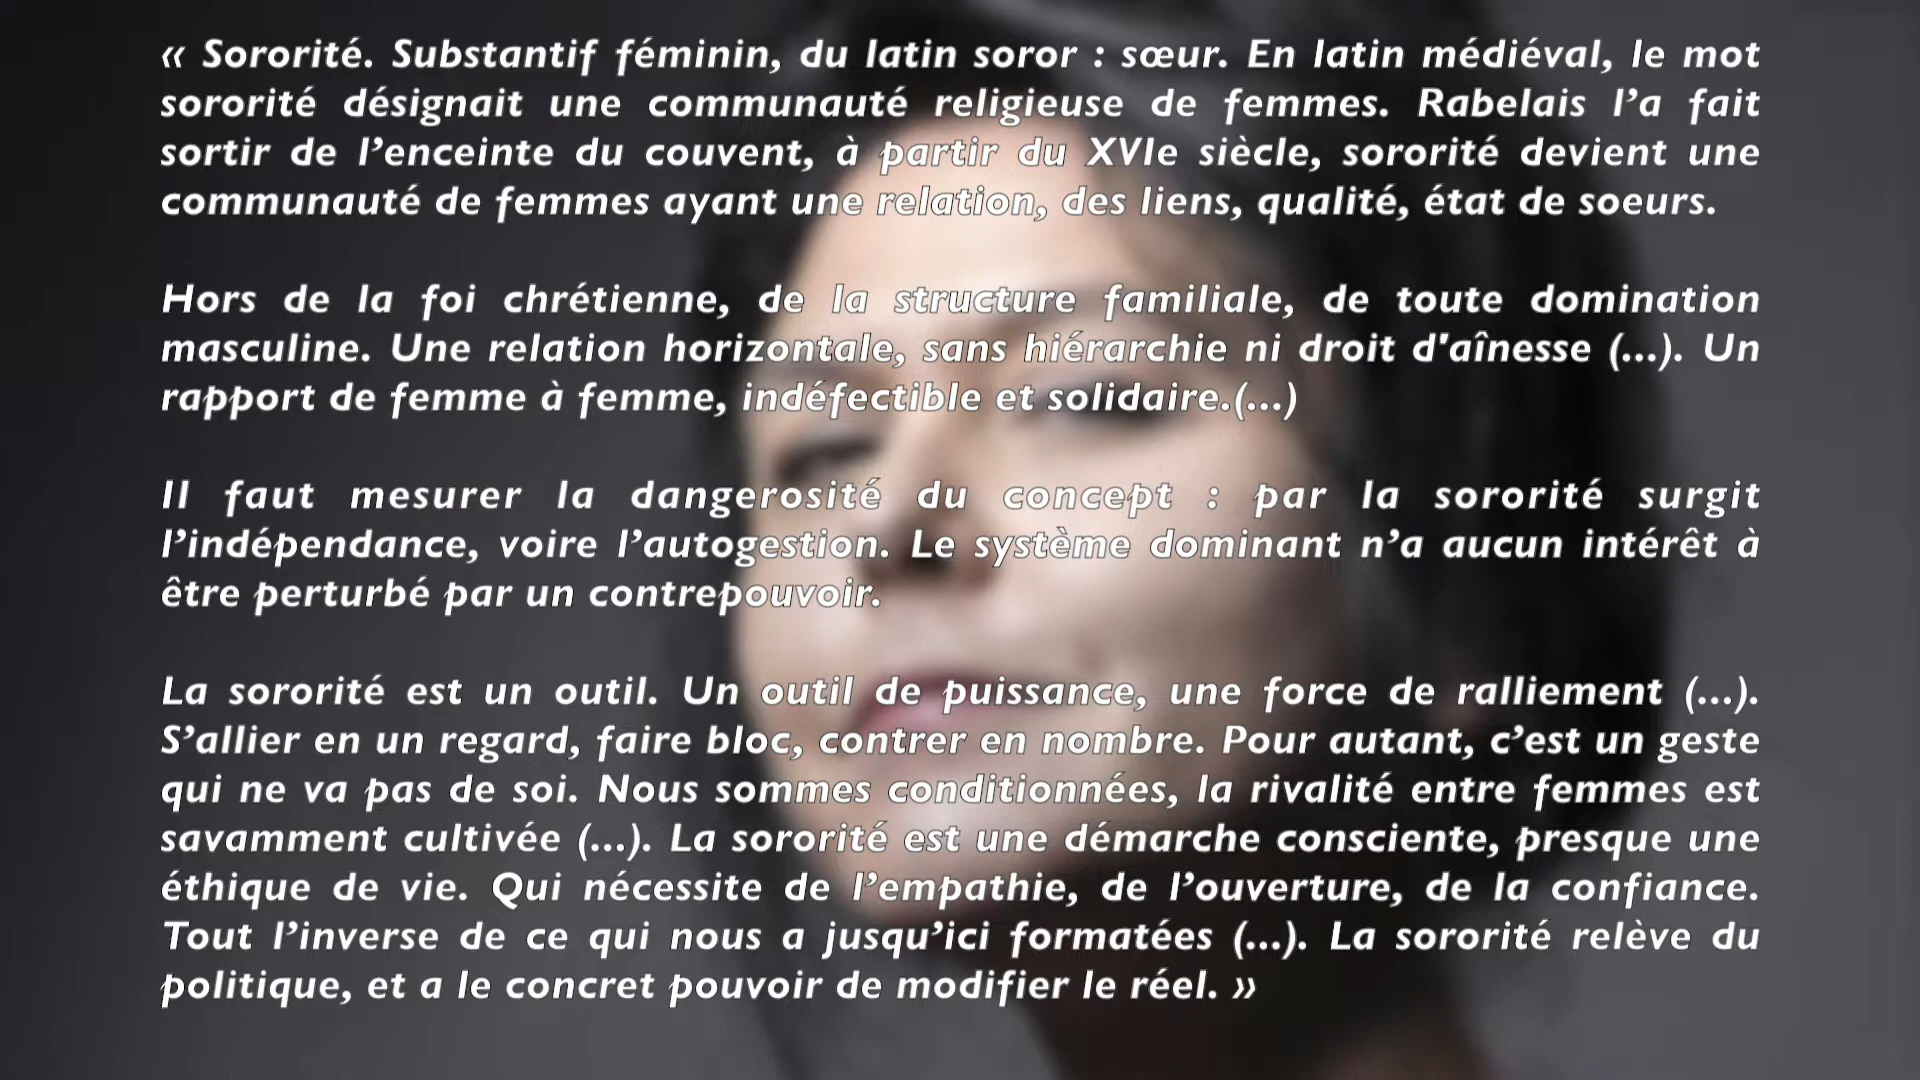 « Sororité. Substantif féminin, du latin soror : sœur. En latin médiéval, le mot
sororité désignait une communauté religieuse de femmes. Rabelais l’a fait
sortir de l’enceinte du couvent, à partir du XVIe siècle, sororité devient une
communauté de femmes ayant une relation, des liens, qualité, état de soeurs.
Hors de la foi chrétienne, de la structure familiale, de toute domination
masculine. Une relation horizontale, sans hiérarchie ni droit d'aînesse (...). Un
rapport de femme à femme, indéfectible et solidaire.(...)
Il faut mesurer la dangerosité du concept : par la sororité surgit
l’indépendance, voire l’autogestion. Le système dominant n’a aucun intérêt à
être perturbé par un contrepouvoir.
La sororité est un outil. Un outil de puissance, une force de ralliement (...).
S’allier en un regard, faire bloc, contrer en nombre. Pour autant, c’est un geste
qui ne va pas de soi. Nous sommes conditionnées, la rivalité entre femmes est
savamment cultivée (...). La sororité est une démarche consciente, presque une
éthique de vie. Qui nécessite de l’empathie, de l’ouverture, de la confiance.
Tout l’inverse de ce qui nous a jusqu’ici formatées (...). La sororité relève du
politique, et a le concret pouvoir de modifier le réel. »